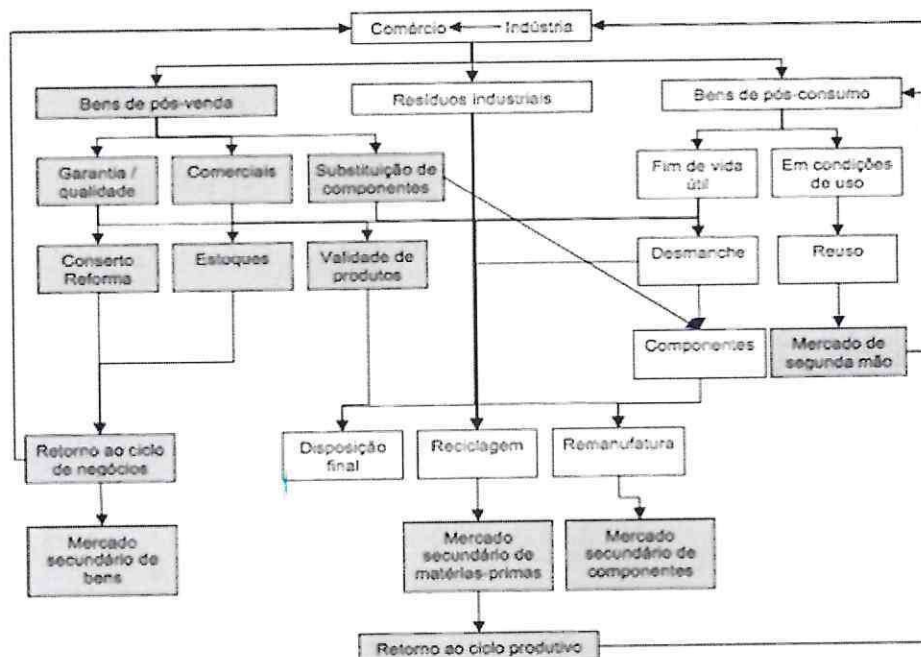 Comércio Indústria
Bens de pós-venda
Resíduos industriais
Bens de pós-consumo
Garantia /
qualidade
Comerciais
Substituição de
componentes
Fim de vida
útil
Em condições
de uso
Conserto
Reforma
Estoques
Validade de
produtos
Desmanche
Reuso
Componentes
Mercado de
segunda mão
Retorno ao ciclo
de negócios
Disposição
final
Reciclagem
Remanufatura
Mercado
secundário de
bens
Mercado
secundário de
matérias-primas
Mercado
secundário de
componentes
Retorno ao ciclo produtivo